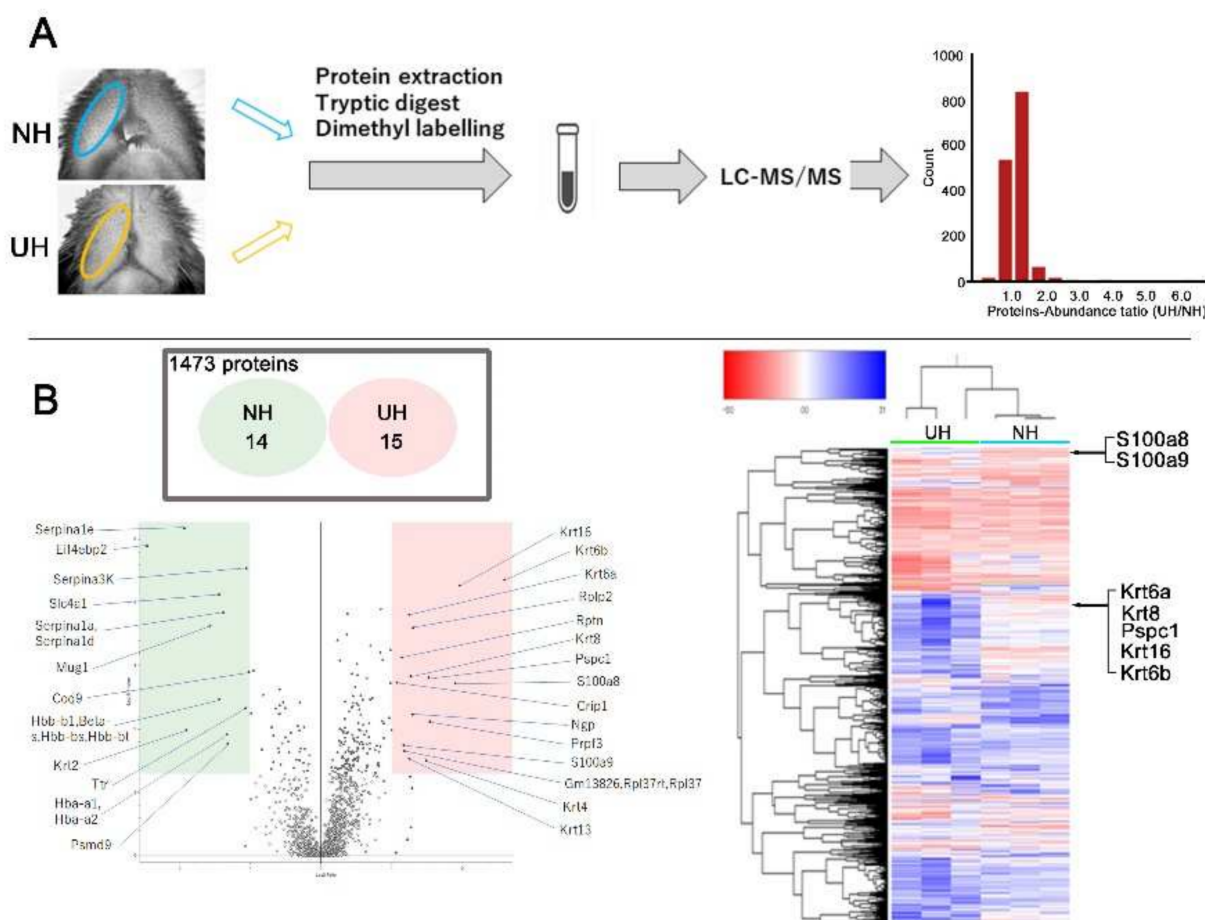 A
NH
UH
Protein extraction
Tryptic digest
Dimethyl labelling
LC-MS/MS
1000
800
600
400
200
0
Count
1.0 2.0 3.0 4.0 5.0 6.0
Proteins-Abundance tatio (UH/NH)
B
1473 proteins
NH
14
UH
15
Serpina1e
Eif4ebp2
Serpina3K
Slc4a1
Serpina1a,
Serpina1d
Mug1
Coq9
Hbb-b1,Beta-
s,Hbb-bs,Hbb-bt
Krt2
Ttr
Hba-a1,
Hba-a2
Psmd9
Krt16
Krt6b
Krt6a
Rplp2
Rptn
Krt8
Pspc1
S100a8
Crip1
Ngp
Prpf3
S100a9
Gm13826,Rpl37rt,Rpl37
Krt4
Krt13
UH
NH
S100a8
S100a9
Krt6a
Krt8
Pspc1
Krt16
Krt6b